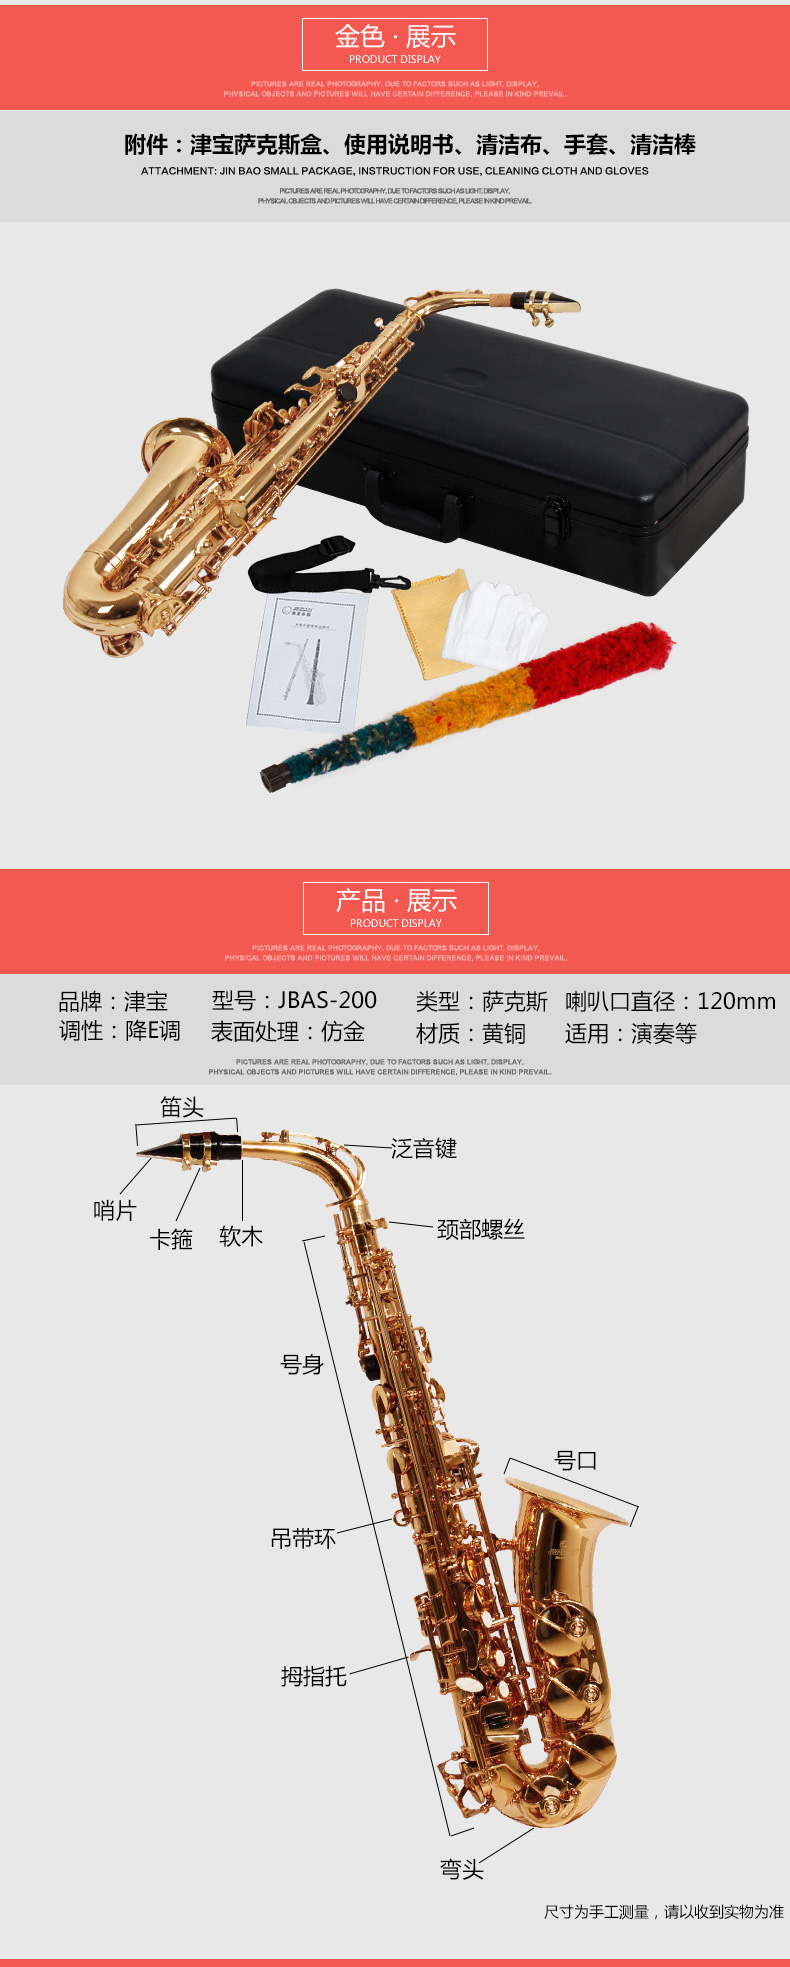 金色·展示
PRODUCT DISPLAY
PICTURES ARE REAL PHOTOGRAPHY, DUE TO FACTORS SUCH AS LIGHT, DISPLAY,
PHYSICAL OBJECTS AND PICTURES WILL HAVE CERTAIN DIFFERENCE, PLEASE IN KIND PREVAIL.
附件：津宝萨克斯盒、使用说明书、清洁布、手套、清洁棒
ATTACHMENT: JIN BAO SMALL PACKAGE, INSTRUCTION FOR USE, CLEANING CLOTH AND GLOVES
PICTURES ARE REAL PHOTOGRAPHY, DUE TO FACTORS SUCH AS LIGHT, DISPLAY,
PHYSICAL OBJECTS AND PICTURES WILL HAVE CERTAIN DIFFERENCE, PLEASE IN KIND PREVAIL.
产品·展示
PRODUCT DISPLAY
PICTURES ARE REAL PHOTOGRAPHY, DUE TO FACTORS SUCH AS LIGHT, DISPLAY,
PHYSICAL OBJECTS AND PICTURES WILL HAVE CERTAIN DIFFERENCE, PLEASE IN KIND PREVAIL.
品牌：津宝 型号：JBAS-200 类型：萨克斯 喇叭口直径：120mm
调性：降E调 表面处理：仿金 材质：黄铜 适用：演奏等
PICTURES ARE REAL PHOTOGRAPHY, DUE TO FACTORS SUCH AS LIGHT, DISPLAY,
PHYSICAL OBJECTS AND PICTURES WILL HAVE CERTAIN DIFFERENCE, PLEASE IN KIND PREVAIL.
笛头
泛音键
哨片
卡箍
软木
颈部螺丝
号身
号口
吊带环
拇指托
弯头
尺寸为手工测量，请以收到实物为准